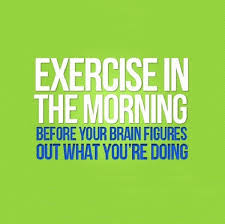 EXERCISE IN
THE MORNING
BEFORE YOUR BRAIN FIGURES
OUT WHAT YOU'RE DOING